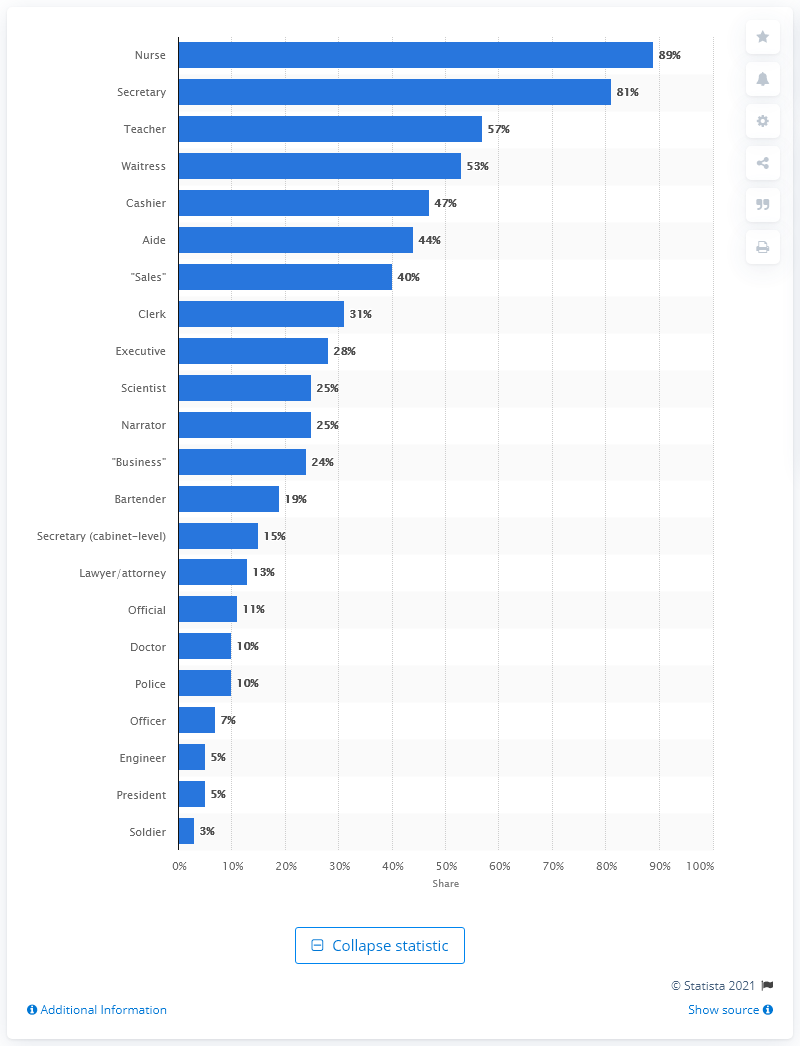 Nurse 89%
Secretary 81%
Teacher 57%
Waitress 53%
Cashier 47%
Aide 44%
"Sales" 40%
Clerk 31%
Executive 28%
Scientist 25%
Narrator 25%
"Business" 24%
Bartender 19%
Secretary (cabinet-level) 15%
Lawyer/attorney 13%
Official 11%
Doctor 10%
Police 10%
Officer 7%
Engineer 5%
President 5%
Soldier 3%
0% 10% 20% 30% 40% 50% 60% 70% 80% 90% 100%
Share
Collapse statistic
© Statista 2021
Additional Information Show source